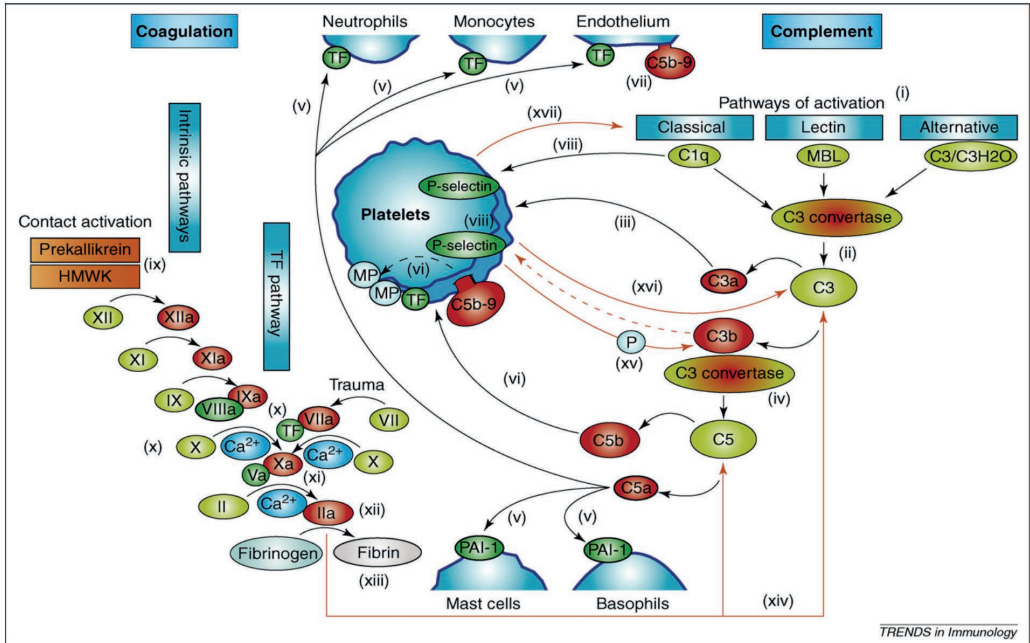 Neutrophils
Monocytes
Endothelium
Coagulation
Complement
TF
TF
TF
C5b-9
(v)
(v)
(v)
(vii)
(i)
Pathways of activation
(xvii)
Classical
Lectin
Alternative
(viii)
C1q
MBL
C3/C3H2O
Intrinsic pathways
P-selectin
Platelets
(viii)
P-selectin
(iii)
C3 convertase
(ii)
Contact activation
Prekallikrein
HMWK
(ix)
TF pathway
MP
(vi)
MP
TF
C5b-9
(xvi)
C3a
C3
XII
XIIa
P
(xv)
C3b
C3 convertase
(iv)
XI
XIa
(vi)
Trauma
IX
IXa
VIIIa
(x)
VIIa
VII
TF
C5b
C5
(x)
X
Ca2+
Xa
Ca2+
X
Va
(xi)
C5a
II
Ca2+
IIa
(xii)
(v)
(v)
Fibrinogen
Fibrin
(xiii)
PAI-1
PAI-1
Mast cells
Basophils
(xiv)
TRENDS in Immunology